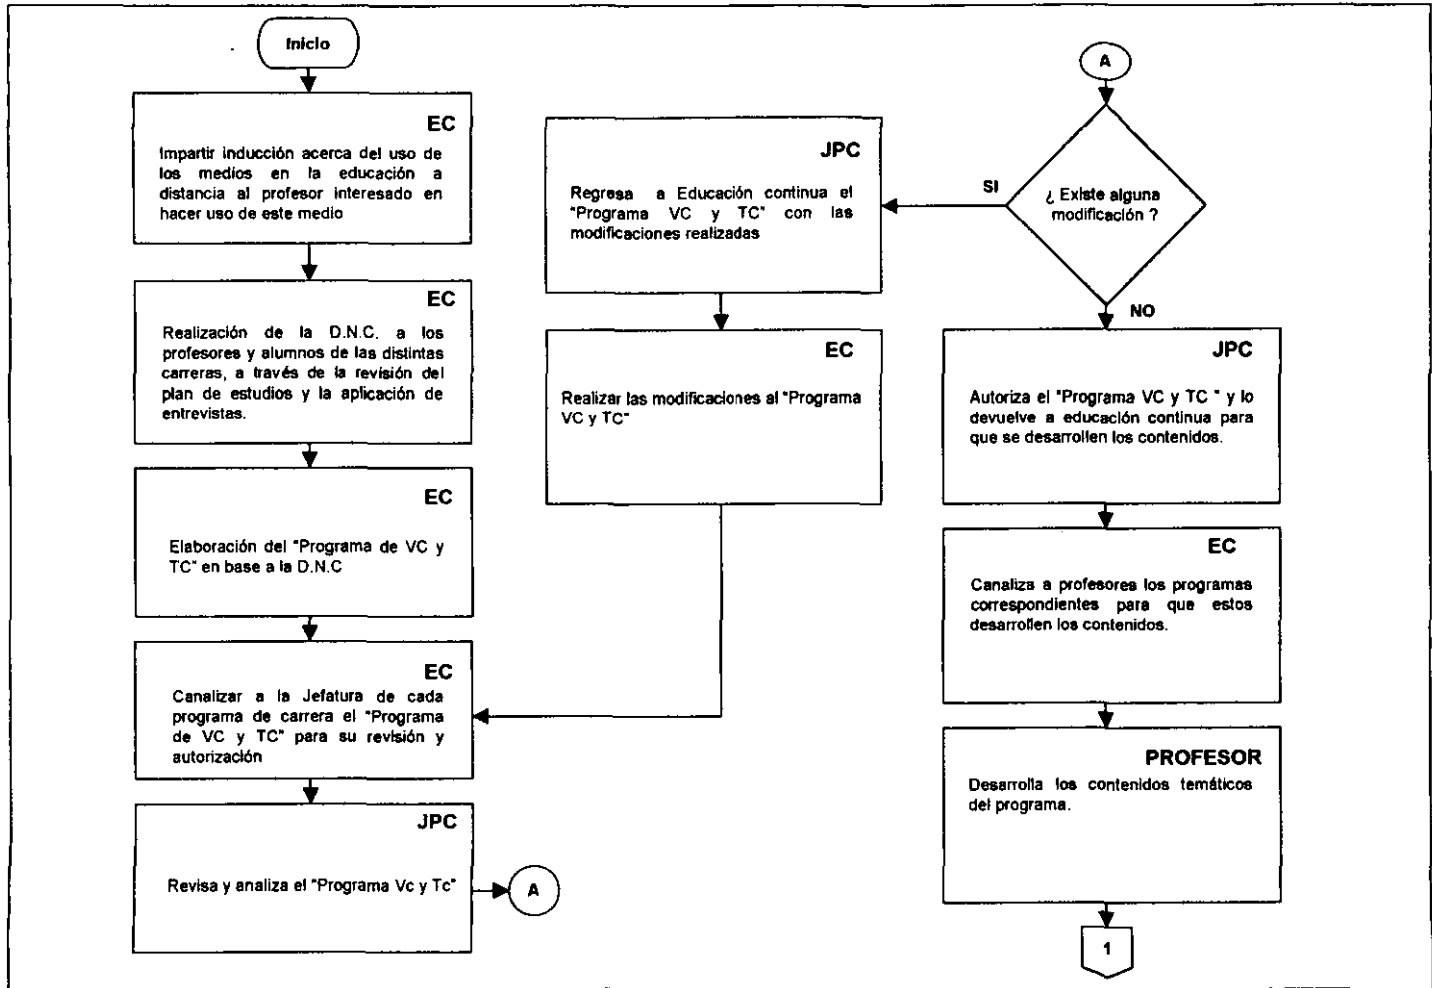 Inicio
EC
Impartir inducción acerca del uso de
los medios en la educación a
distancia al profesor interesado en
hacer uso de este medio
EC
Realización de la D.N.C. a los
profesores y alumnos de las distintas
carreras, a través de la revisión del
plan de estudios y la aplicación de
entrevistas.
EC
Elaboración del "Programa de VC y
TC" en base a la D.N.C
EC
Canalizar a la Jefatura de cada
programa de carrera el "Programa
de VC y TC" para su revisión y
autorización
JPC
Revisa y analiza el "Programa Vc y Tc"
A
JPC
Regresa a Educación continua el
"Programa VC y TC" con las
modificaciones realizadas
EC
Realizar las modificaciones al "Programa
VC y TC"
A
¿ Existe alguna
modificación ?
SI
NO
JPC
Autoriza el "Programa VC y TC " y lo
devuelve a educación continua para
que se desarrollen los contenidos.
EC
Canaliza a profesores los programas
correspondientes para que estos
desarrollen los contenidos.
PROFESOR
Desarrolla los contenidos temáticos
del programa.
1